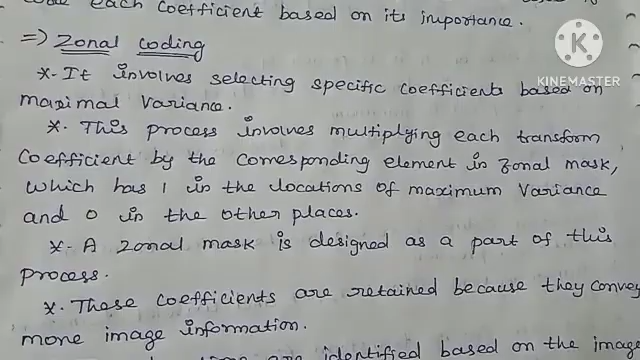 each Coefficient based on its importance.
=> Zonal Coding
*. It involves selecting specific Coefficients based on
maximal variance.
*. This process involves multiplying each transform
Coefficient by the Corresponding element in Zonal mask,
which has 1 in the locations of maximum Variance
and 0 in the other places.
*. A Zonal mask is designed as a part of this
process.
*. These Coefficients are retained because they Convey
more image information.
are identified based on the image
KINEMASTER